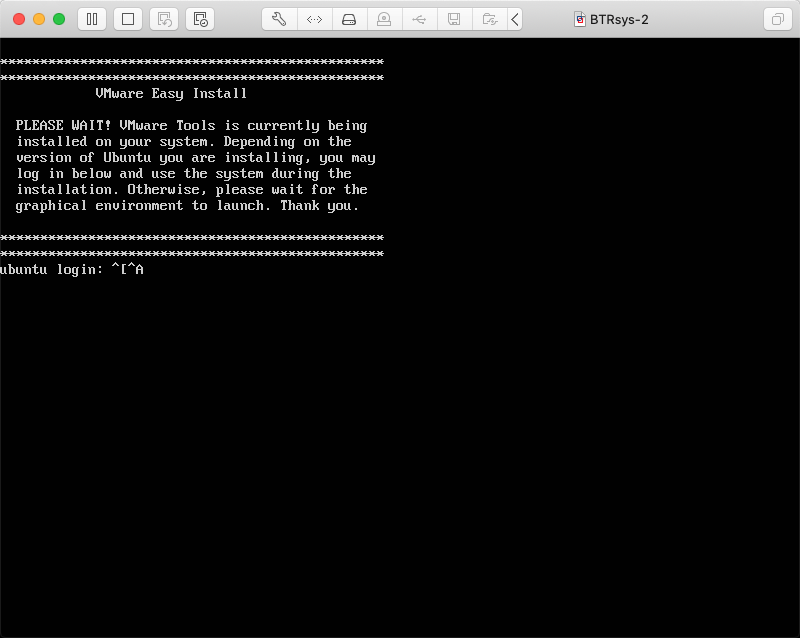 BTRsys-2
************************************************
************************************************
VMware Easy Install
PLEASE WAIT! VMware Tools is currently being
installed on your system. Depending on the
version of Ubuntu you are installing, you may
log in below and use the system during the
installation. Otherwise, please wait for the
graphical environment to launch. Thank you.
************************************************
************************************************
ubuntu login: ^[^A